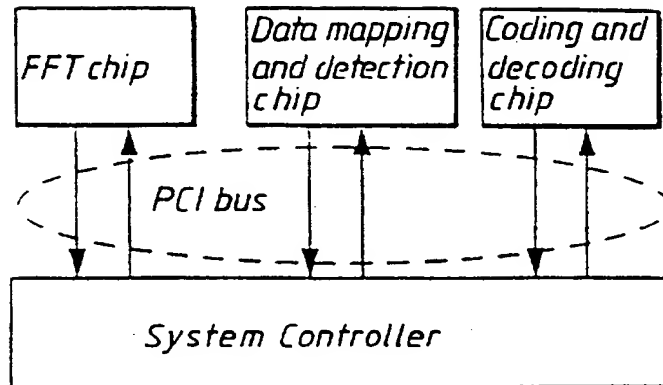 FFT chip
Data mapping
and detection
chip
Coding and
decoding
chip
PCI bus
System Controller